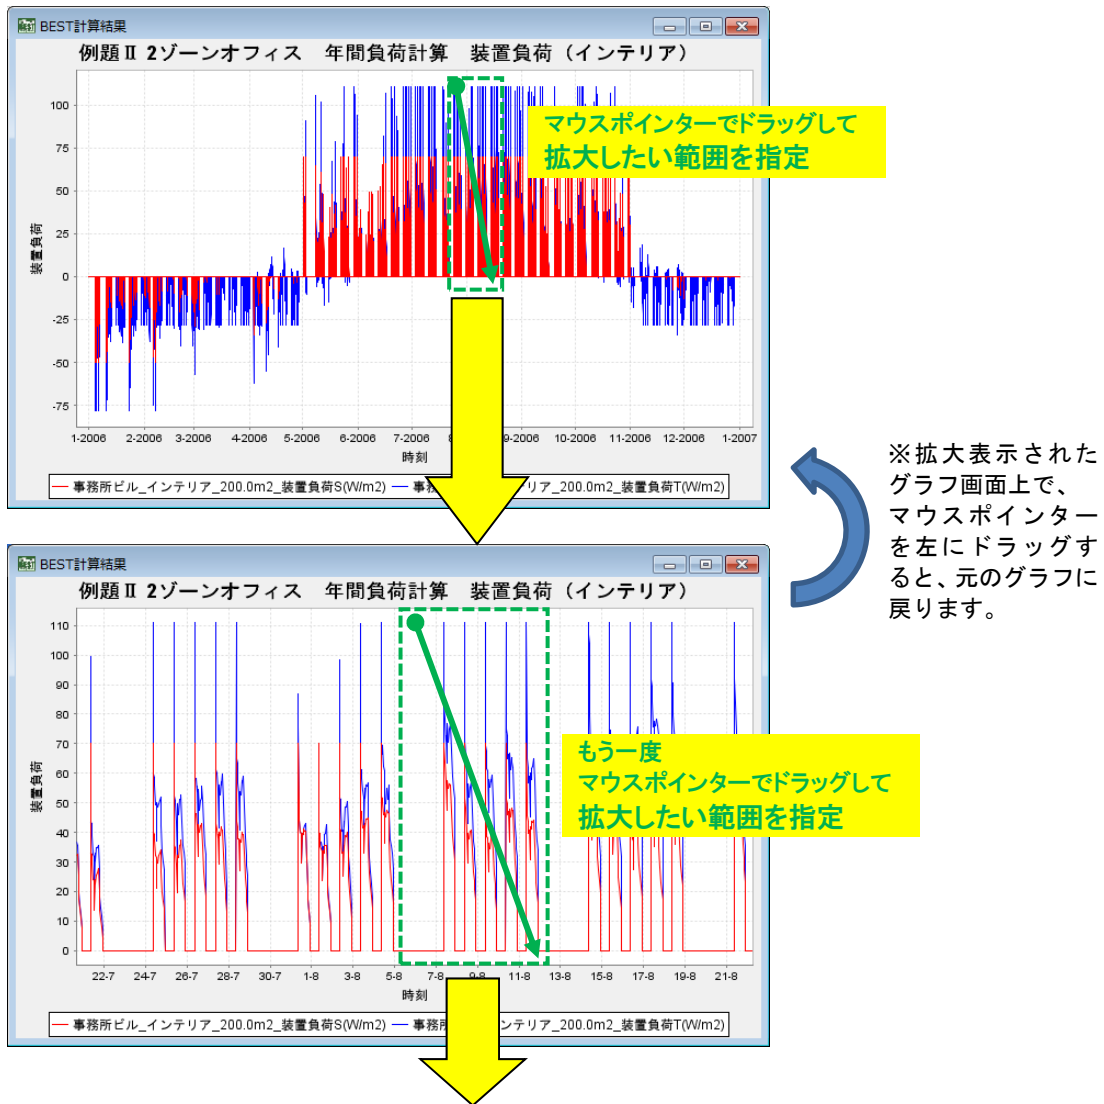 BEST計算結果
例題Ⅱ 2ゾーンオフィス 年間負荷計算 装置負荷（インテリア）
100
75
50
25
0
-25
-50
-75
装置負荷
マウスポインターでドラッグして
拡大したい範囲を指定
1-2006 2-2006 3-2006 4-2006 5-2006 6-2006 7-2006 9-2006 10-2006 11-2006 12-2006 1-2007
時刻
事務所ビル_インテリア_200.0m2_装置負荷S(W/m2) 事務 テリア_200.0m2_装置負荷T(W/m2)
※拡大表示された
グラフ画面上で、
マウスポインター
を左にドラッグす
ると、元のグラフに
戻ります。
BEST計算結果
例題Ⅱ 2ゾーンオフィス 年間負荷計算 装置負荷（インテリア）
110
100
90
80
70
60
50
40
30
20
10
0
装置負荷
もう一度
マウスポインターでドラッグして
拡大したい範囲を指定
22-7 24-7 26-7 28-7 30-7 1-8 3-8 5-8 7-8 9-8 11-8 13-8 15-8 17-8 19-8 21-8
時刻
事務所ビル_インテリア_200.0m2_装置負荷S(W/m2) 事務 ンテリア_200.0m2_装置負荷T(W/m2)